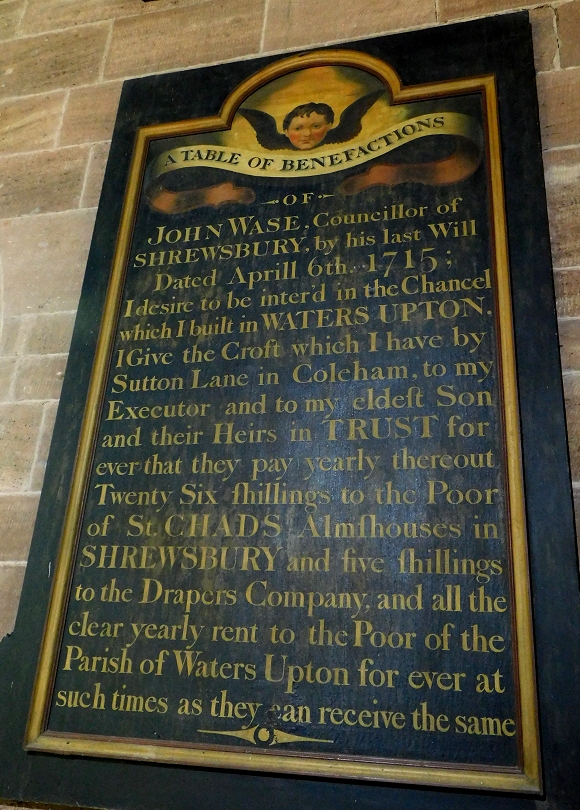 A TABLE OF BENEFACTIONS
OF
JOHN WASE, Councillor of
SHREWSBURY, by his last Will
Dated Aprill 6th. 1715;
I desire to be inter'd in the Chancel
which I built in WATERS UPTON.
I Give the Croft which I have by
Sutton Lane in Coleham, to my
Executor and to my eldeſt Son
and their Heirs in TRUST for
ever that they pay yearly thereout
Twenty Six ſhillings to the Poor
of St. CHADS Almſhouses in
SHREWSBURY and five ſhillings
to the Drapers Company, and all the
clear yearly rent to the Poor of the
Parish of Waters Upton for ever at
such times as they can receive the same